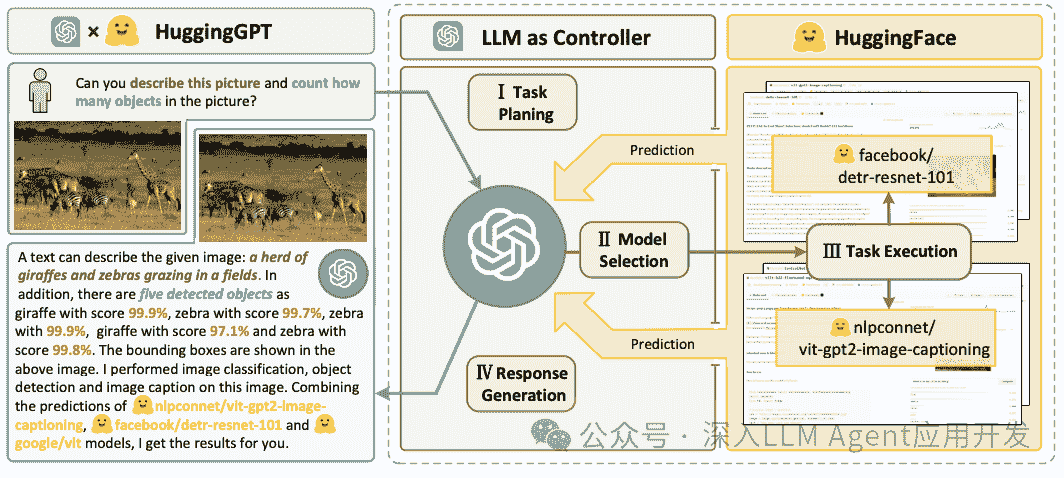 HuggingGPT
Can you describe this picture and count how
many objects in the picture?
A text can describe the given image: a herd of
giraffes and zebras grazing in a fields. In
addition, there are five detected objects as
giraffe with score 99.9%, zebra with score 99.7%, zebra
with 99.9%, giraffe with score 97.1% and zebra with
score 99.8%. The bounding boxes are shown in the
above image. I performed image classification, object
detection and image caption on this image. Combining
the predictions of nlpconnet/vit-gpt2-image-
captioning, facebook/detr-resnet-101 and
google/vit models, I get the results for you.
LLM as Controller
Ⅰ Task
Planing
Ⅱ Model
Selection
Ⅳ Response
Generation
Prediction
Prediction
HuggingFace
facebook/
detr-resnet-101
Ⅲ Task Execution
nlpconnet/
vit-gpt2-image-captioning
公众号 · 深入LLM Agent应用开发